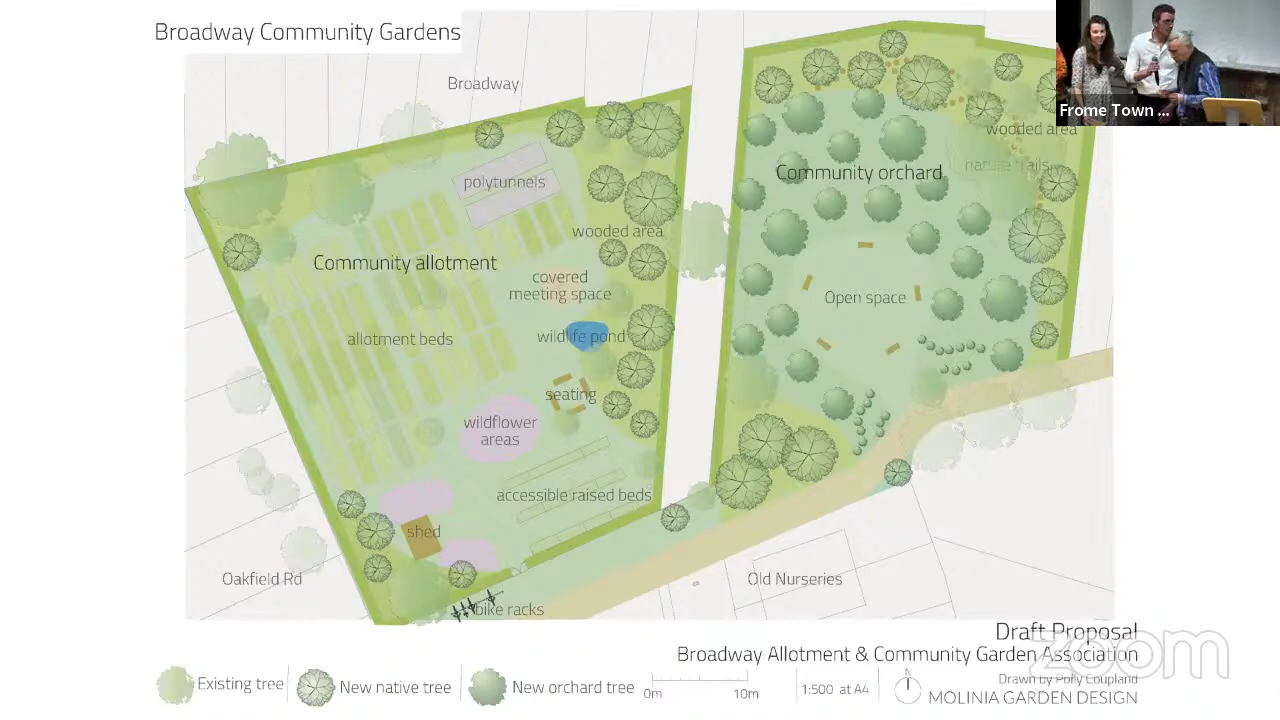 Broadway Community Gardens
Broadway
Frome Town ...
wooded area
nature trails
Community orchard
polytunnels
wooded area
Community allotment
covered
meeting space
Open space
allotment beds
wildlife pond
seating
wildflower
areas
accessible raised beds
shed
Oakfield Rd
Old Nurseries
bike racks
Draft Proposal
Broadway Allotment & Community Garden Association
zoom
Drawn by Polly Coupland
MOLINIA GARDEN DESIGN
Existing tree
New native tree
New orchard tree
0m 10m
1:500 at A4
N